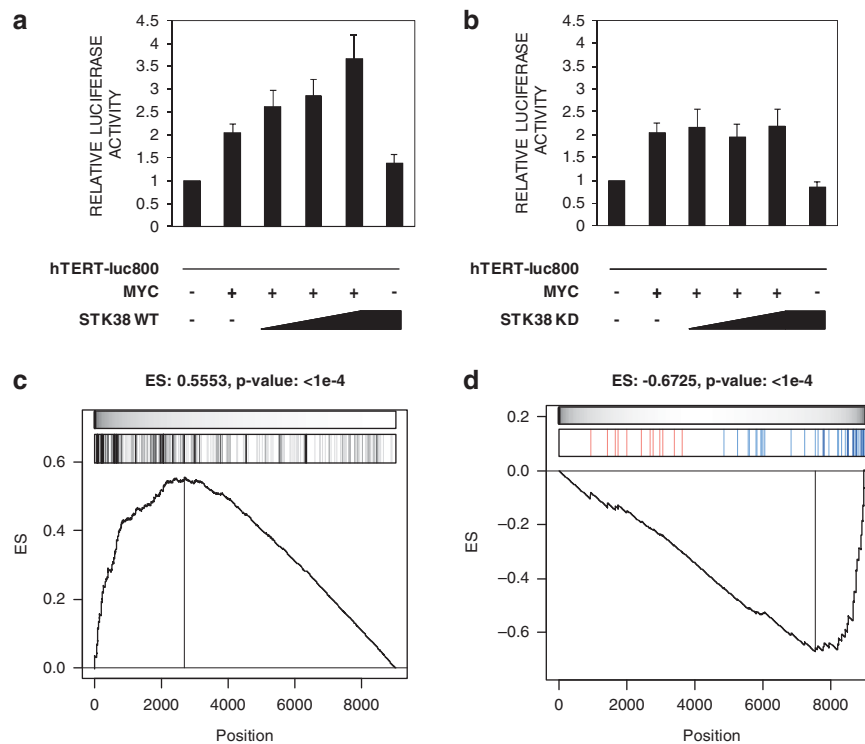 a
RELATIVE LUCIFERASE
ACTIVITY
4.5
4
3.5
3
2.5
2
1.5
1
0.5
0
hTERT-luc800
MYC - + + + + -
STK38 WT - -
b
RELATIVE LUCIFERASE
ACTIVITY
4.5
4
3.5
3
2.5
2
1.5
1
0.5
0
hTERT-luc800
MYC - + + + + -
STK38 KD - -
c
ES: 0.5553, p-value: <1e-4
ES
0.6
0.4
0.2
0.0
0 2000 4000 6000 8000
Position
d
ES: -0.6725, p-value: <1e-4
ES
0.2
0.0
−0.2
−0.4
−0.6
0 2000 4000 6000 8000
Position